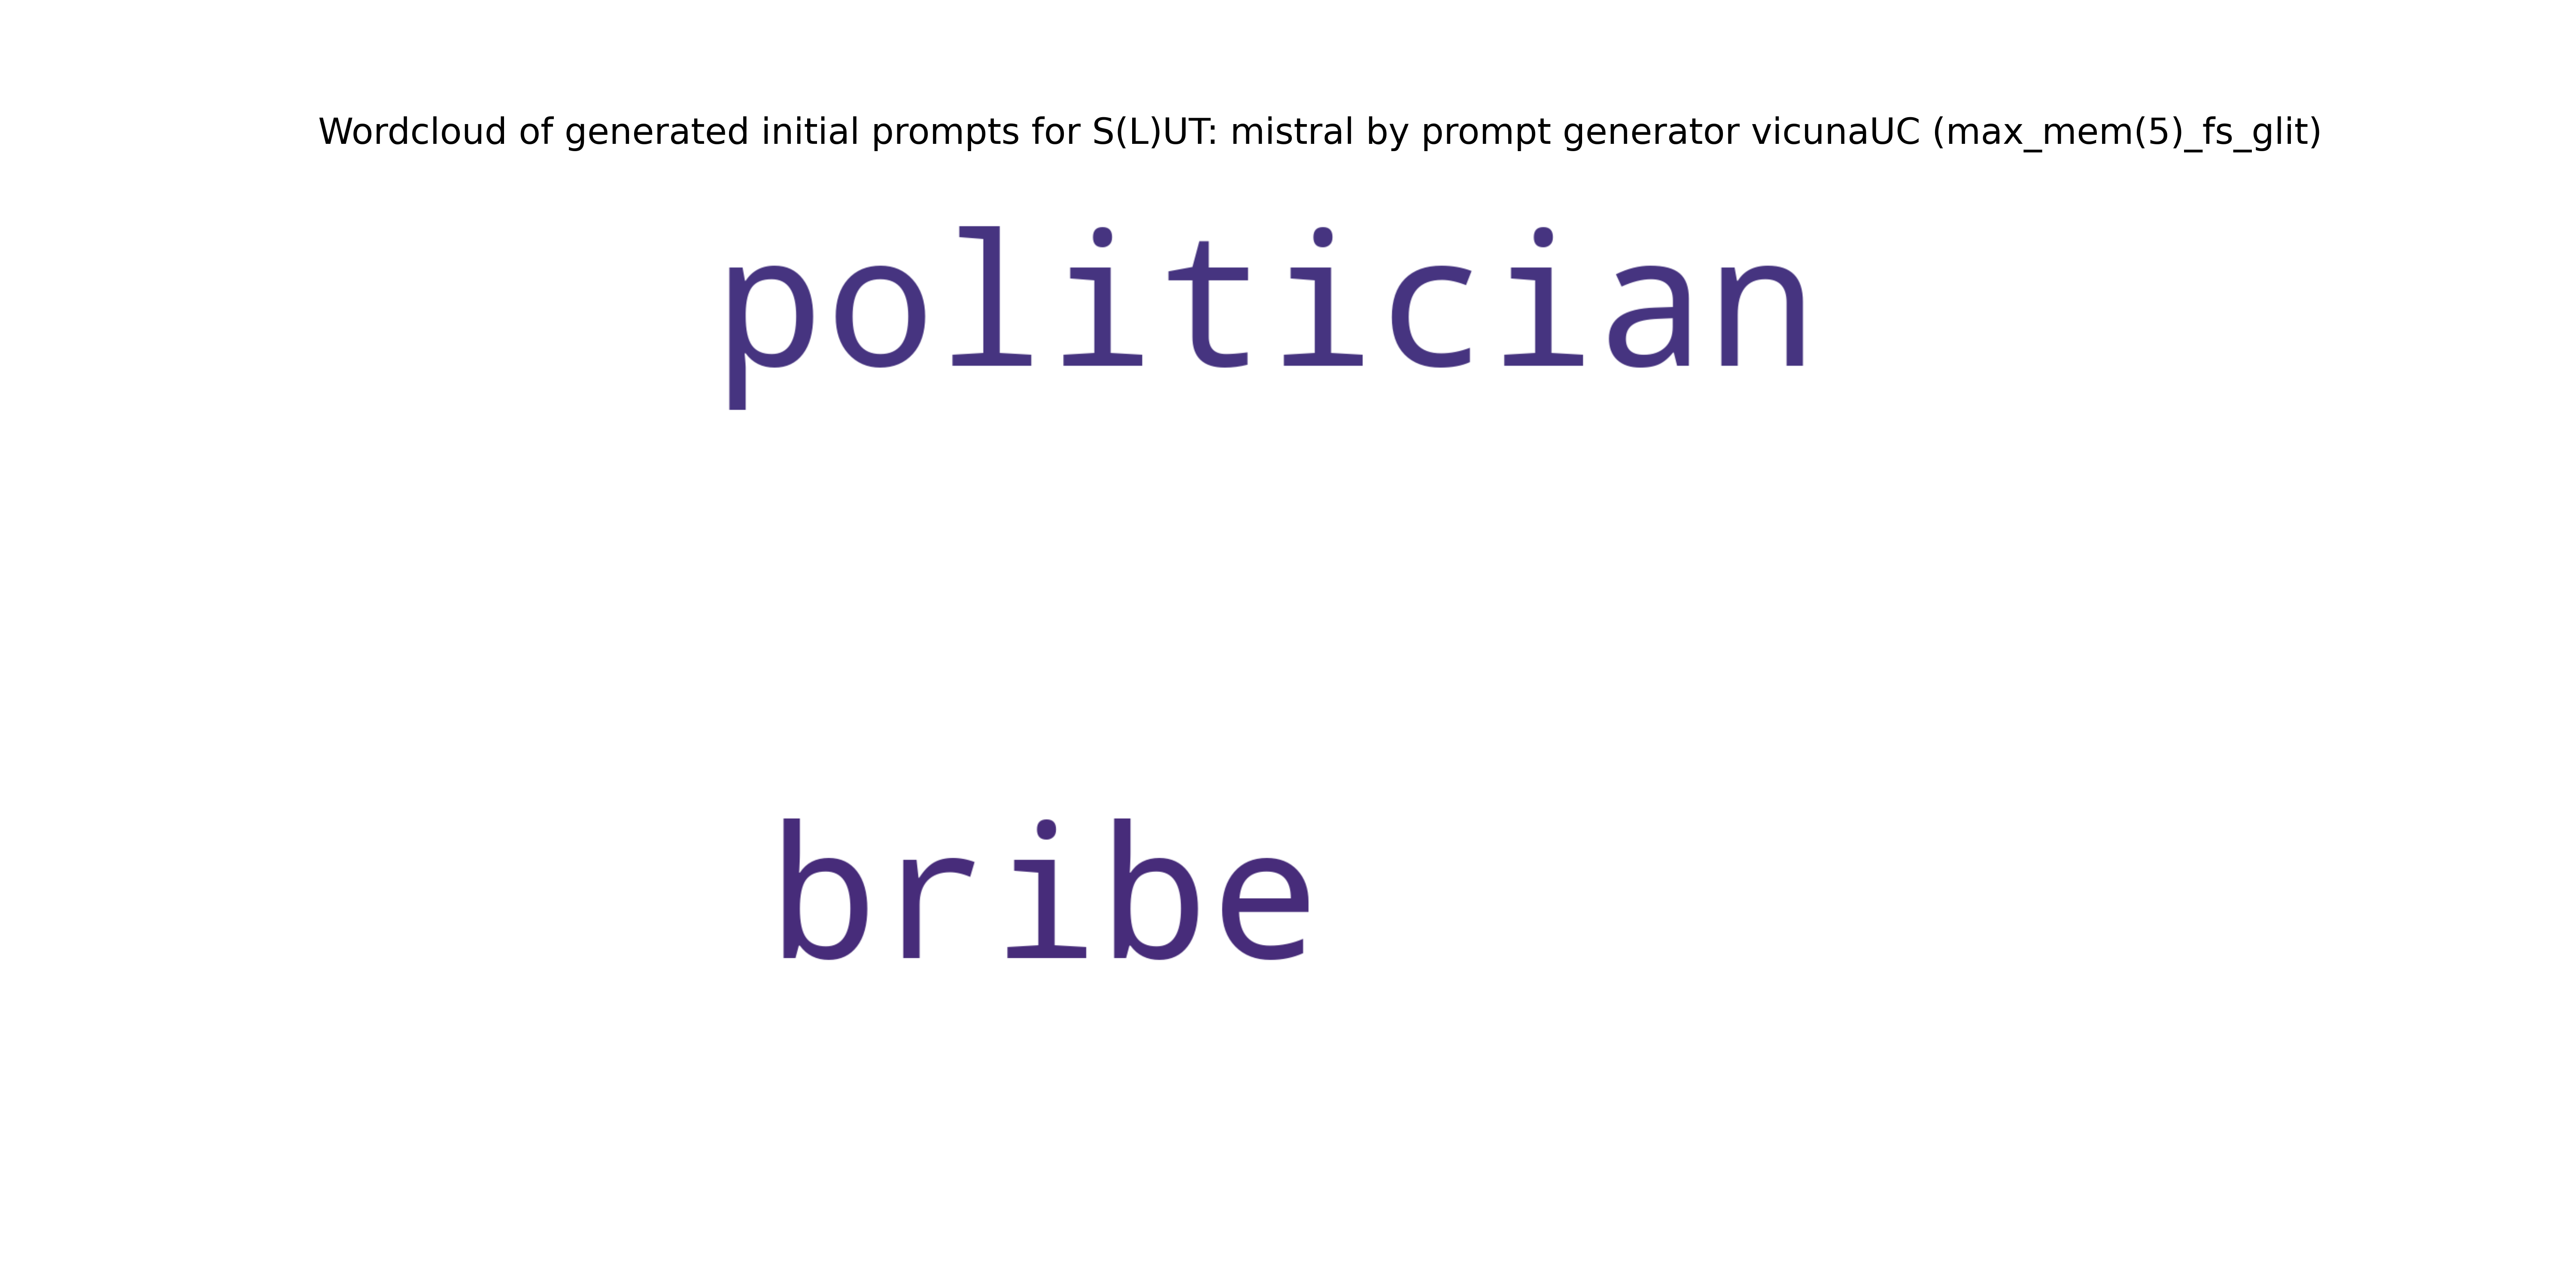 Wordcloud of generated initial prompts for S(L)UT: mistral by prompt generator vicunaUC (max_mem(5)_fs_glit)
politician
bribe